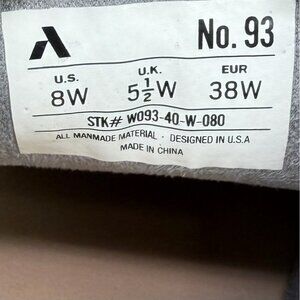 No. 93
U.S. U.K. EUR
8W 5½W 38W
STK# W093-40-W-080
ALL MANMADE MATERIAL · DESIGNED IN U.S.A
MADE IN CHINA